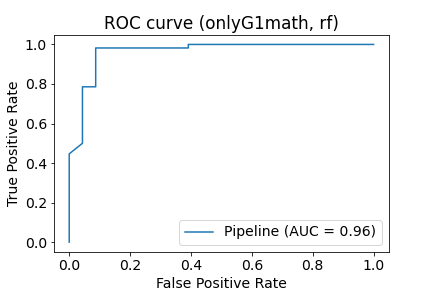 ROC curve (onlyG1math, rf)
1.0
0.8
0.6
0.4
0.2
0.0
True Positive Rate
Pipeline (AUC = 0.96)
0.0 0.2 0.4 0.6 0.8 1.0
False Positive Rate